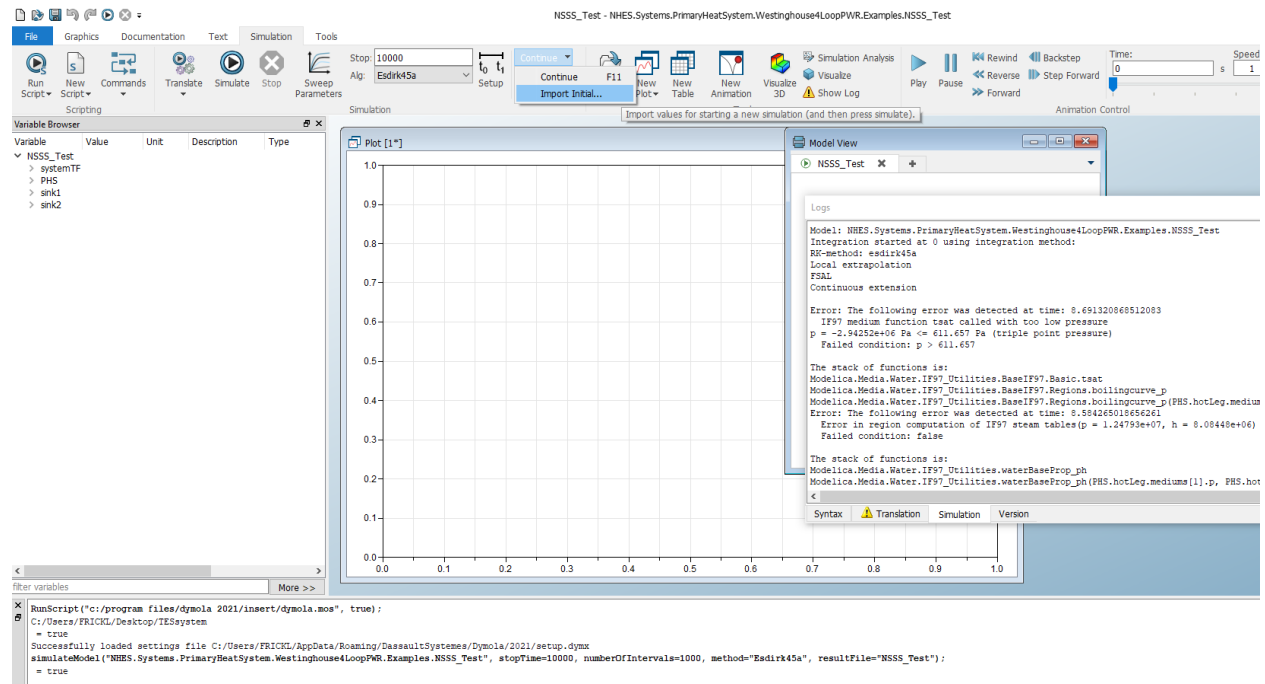 NSSS_Test - NHES.Systems.PrimaryHeatSystem.Westinghouse4LoopPWR.Examples.NSSS_Test
File Graphics Documentation Text Simulation Tools
Run Script
New Script
Commands
Translate
Simulate
Stop
Sweep Parameters
Stop: 10000
Alg: Esdirk45a
t0 t1
Setup
Continue
Continue F11
Import Initial...
New Plot
New Table
New Animation
Visualize 3D
Simulation Analysis
Visualize
Show Log
Play
Pause
Rewind
Reverse
Forward
Backstep
Step Forward
Time:
0 s
Speed
1
Scripting
Simulation
Animation Control
Import values for starting a new simulation (and then press simulate).
Variable Browser
Variable Value Unit Description Type
NSSS_Test
systemTF
PHS
sink1
sink2
filter variables
More >>
Plot [1*]
1.0
0.9
0.8
0.7
0.6
0.5
0.4
0.3
0.2
0.1
0.0
0.0 0.1 0.2 0.3 0.4 0.5 0.6 0.7 0.8 0.9 1.0
Model View
NSSS_Test
Logs
Model: NHES.Systems.PrimaryHeatSystem.Westinghouse4LoopPWR.Examples.NSSS_Test
Integration started at 0 using integration method:
RK-method: esdirk45a
Local extrapolation
FSAL
Continuous extension
Error: The following error was detected at time: 8.691320868512083
IF97 medium function tsat called with too low pressure
p = -2.94252e+06 Pa <= 611.657 Pa (triple point pressure)
Failed condition: p > 611.657
The stack of functions is:
Modelica.Media.Water.IF97_Utilities.BaseIF97.Basic.tsat
Modelica.Media.Water.IF97_Utilities.BaseIF97.Regions.boilingcurve_p
Modelica.Media.Water.IF97_Utilities.BaseIF97.Regions.boilingcurve_p(PHS.hotLeg.medium
Error: The following error was detected at time: 8.584265018656261
Error in region computation of IF97 steam tables(p = 1.24793e+07, h = 8.08448e+06)
Failed condition: false
The stack of functions is:
Modelica.Media.Water.IF97_Utilities.waterBaseProp_ph
Modelica.Media.Water.IF97_Utilities.waterBaseProp_ph(PHS.hotLeg.mediums[1].p, PHS.hot
Syntax Translation Simulation Version
RunScript("c:/program files/dymola 2021/insert/dymola.mos", true);
C:/Users/FRICKL/Desktop/TESsystem
= true
Successfully loaded settings file C:/Users/FRICKL/AppData/Roaming/DassaultSystemes/Dymola/2021/setup.dymx
simulateModel("NHES.Systems.PrimaryHeatSystem.Westinghouse4LoopPWR.Examples.NSSS_Test", stopTime=10000, numberOfIntervals=1000, method="Esdirk45a", resultFile="NSSS_Test");
= true